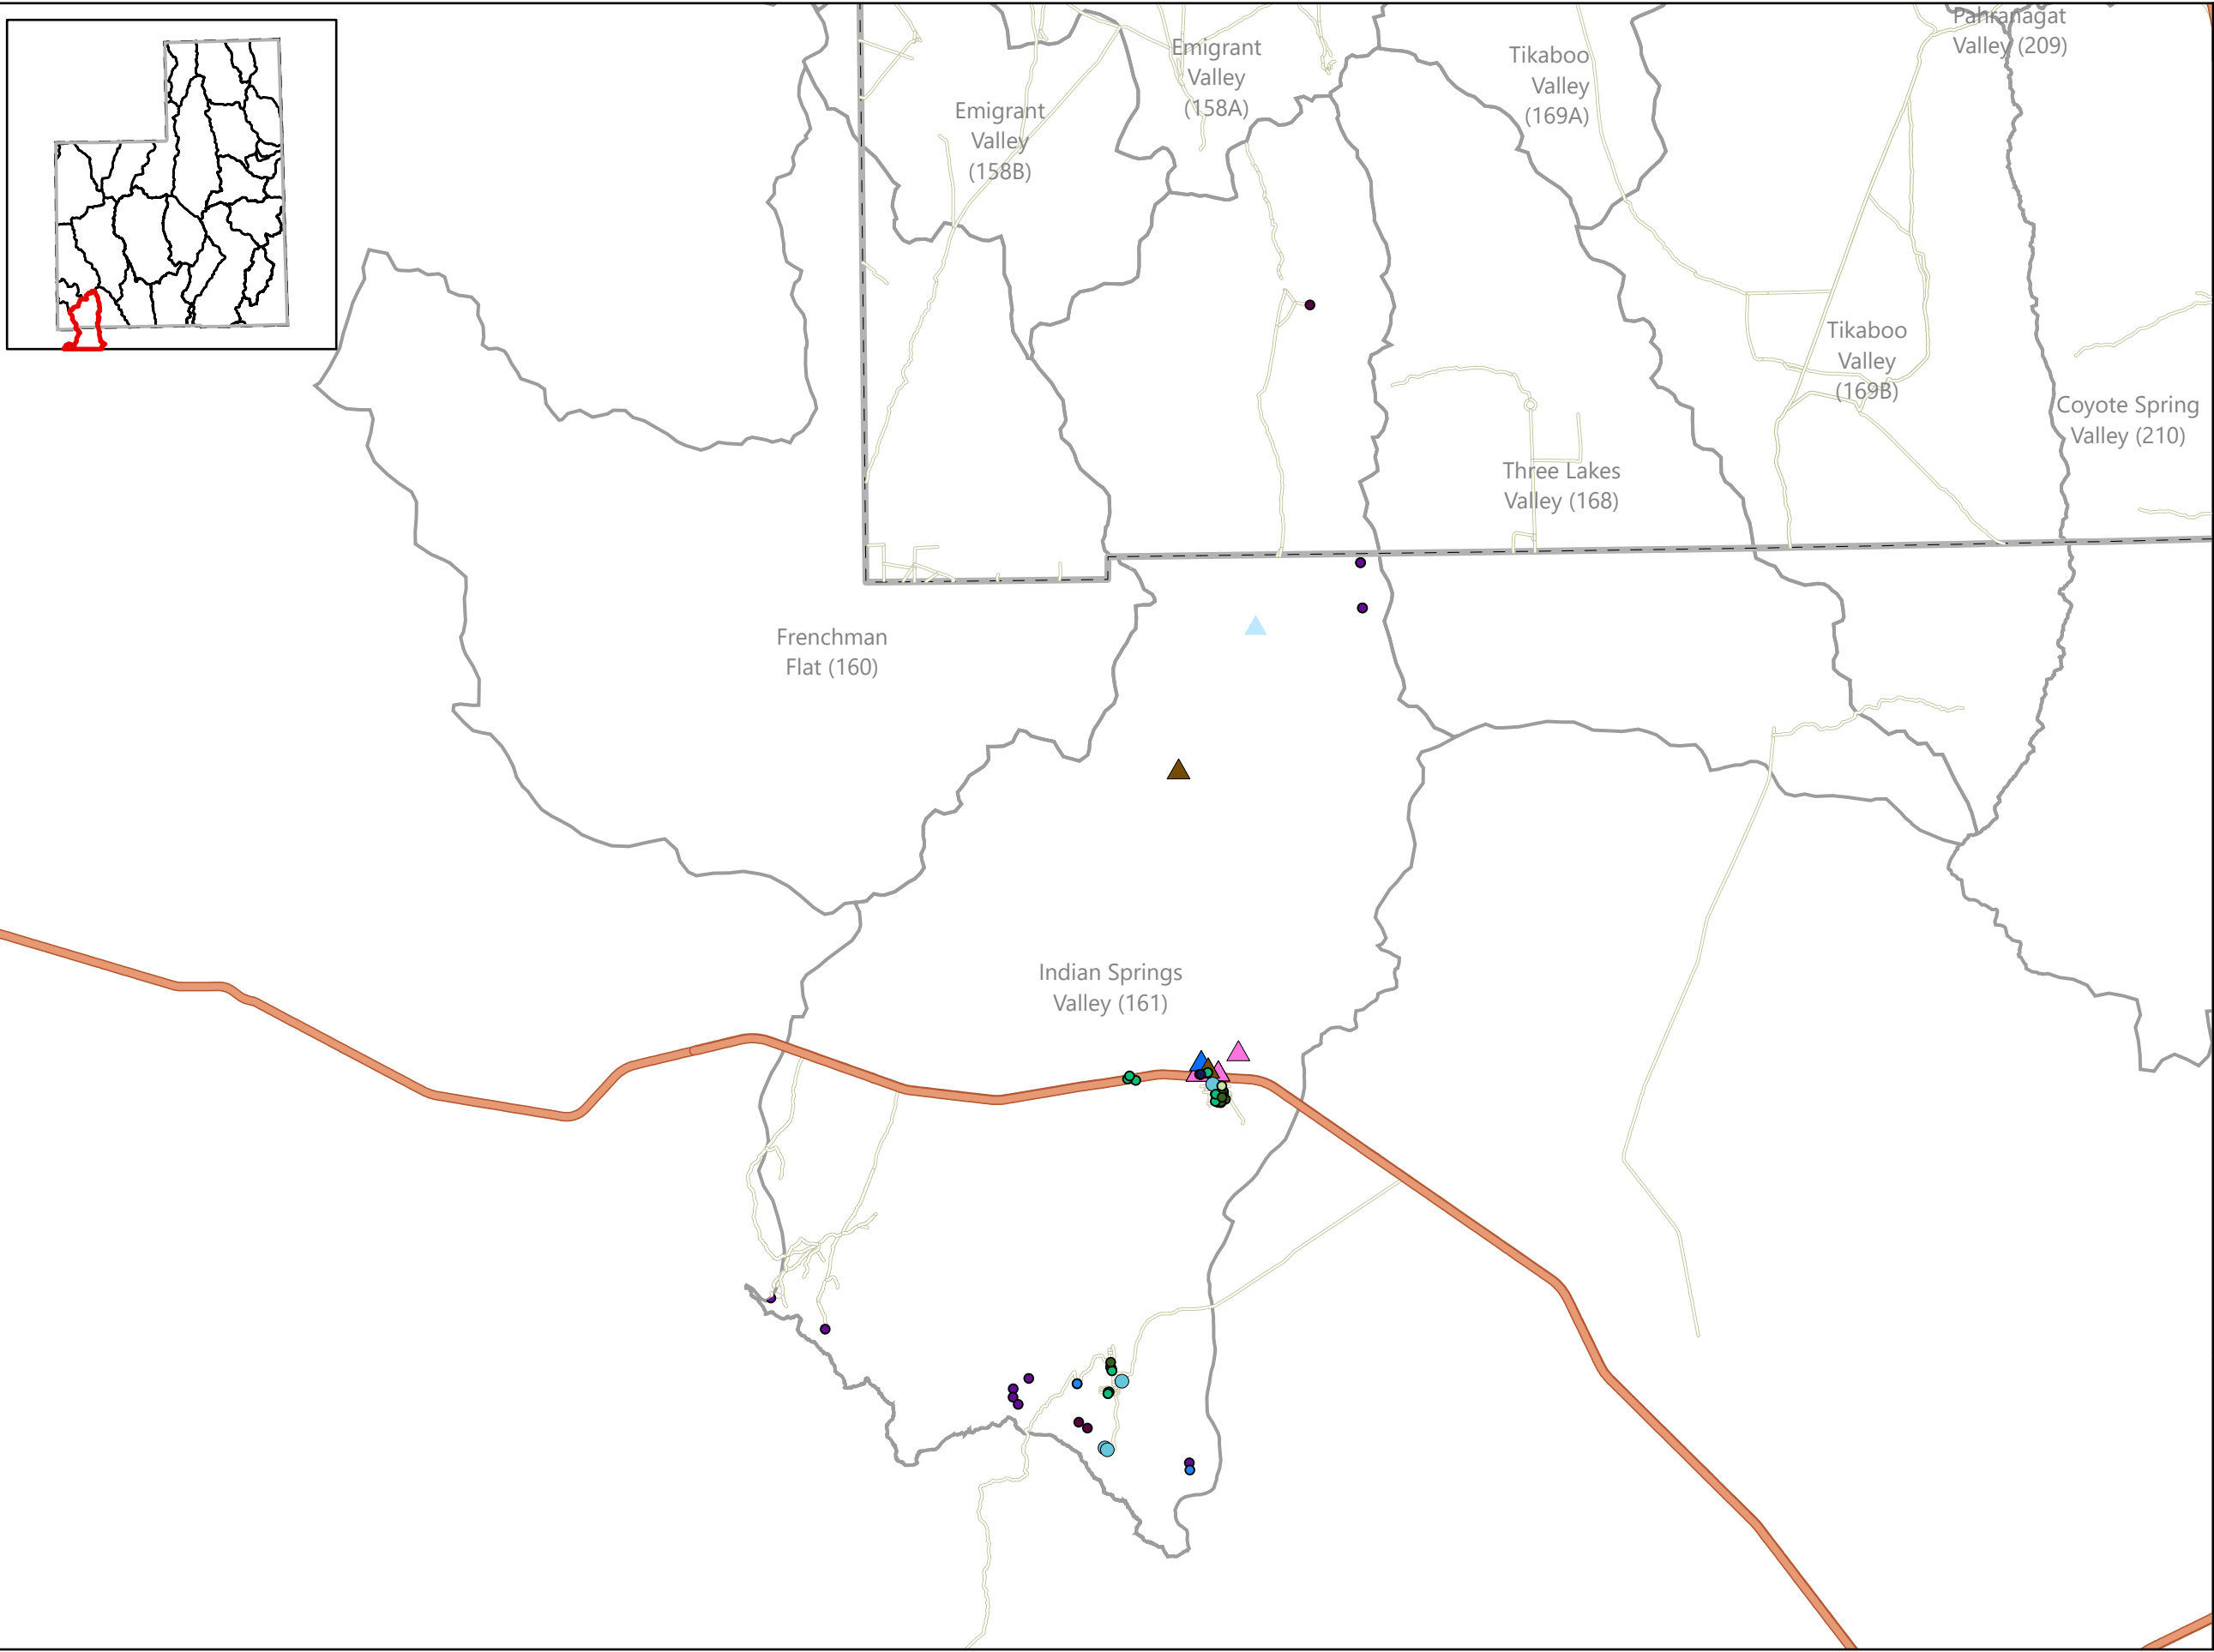 Pahranagat
Valley (209)
Emigrant
Valley
(158A)
Tikaboo
Valley
(169A)
Emigrant
Valley
(158B)
Tikaboo
Valley
(169B)
Coyote Spring
Valley (210)
Three Lakes
Valley (168)
Frenchman
Flat (160)
Indian Springs
Valley (161)